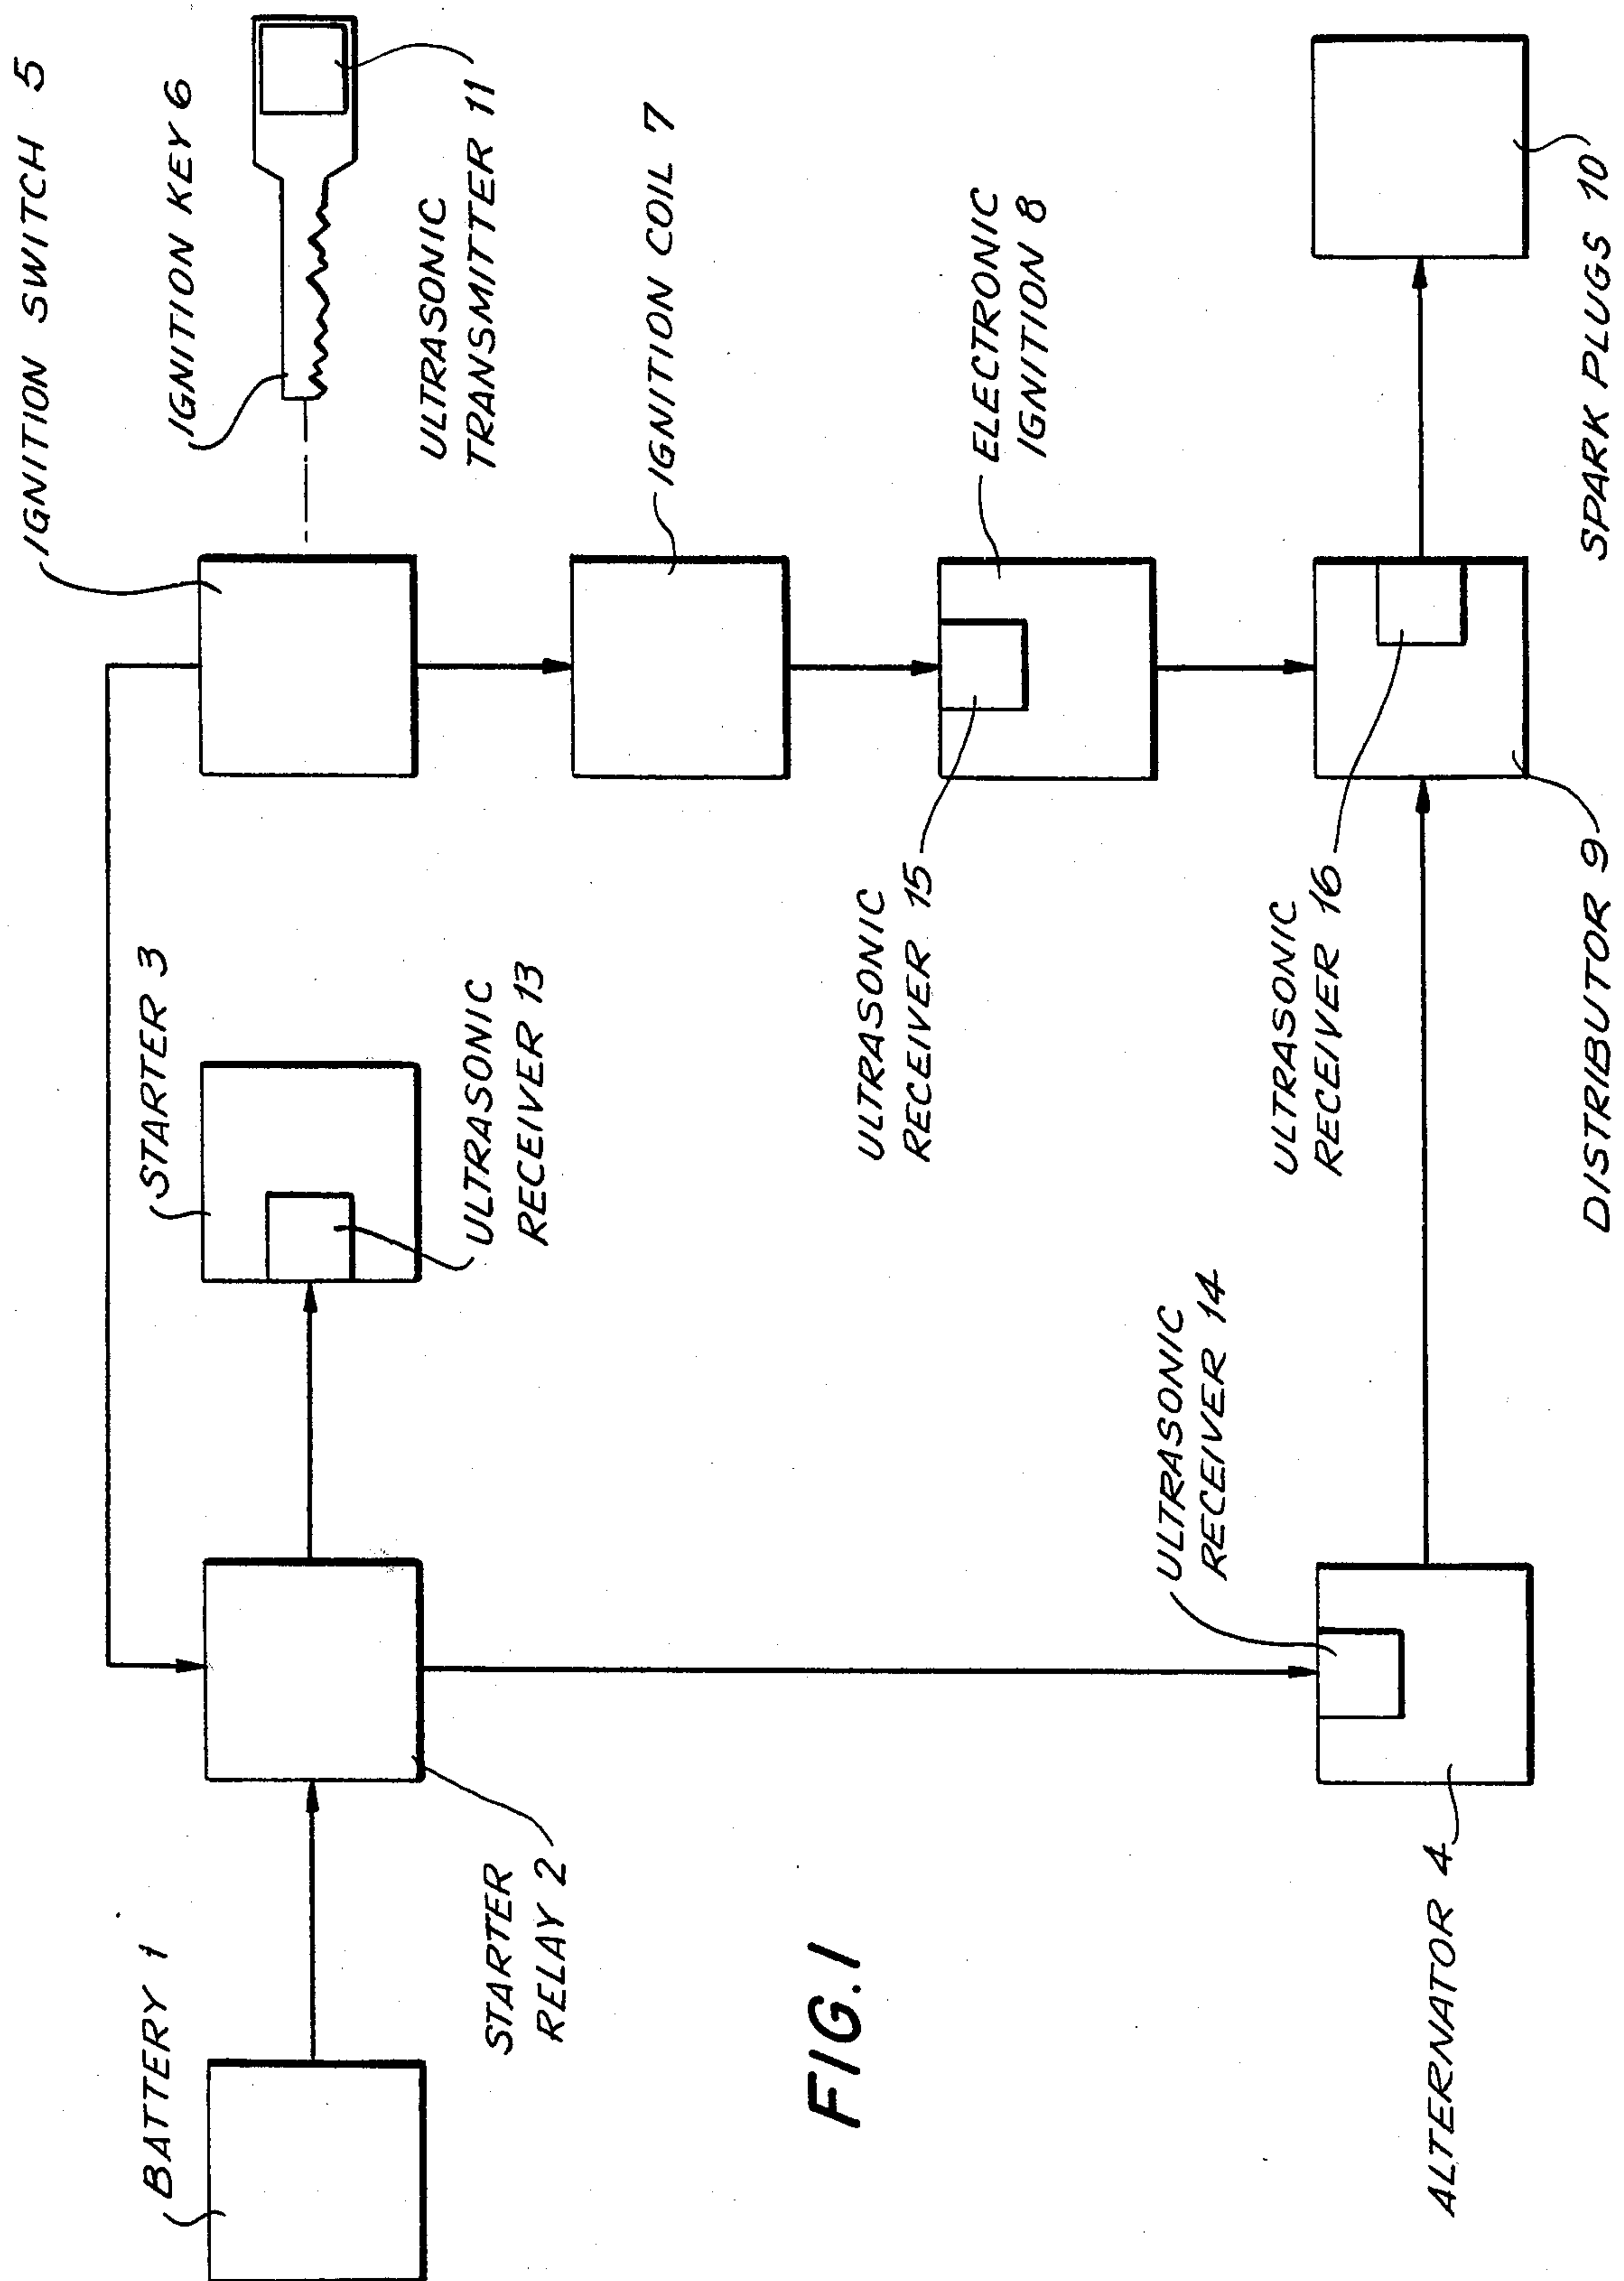 IGNITION SWITCH 5
IGNITION KEY 6
ULTRASONIC
TRANSMITTER 11
IGNITION COIL 7
ELECTRONIC
IGNITION 8
SPARK PLUGS 10
STARTER 3
ULTRASONIC
RECEIVER 13
ULTRASONIC
RECEIVER 15
ULTRASONIC
RECEIVER 16
DISTRIBUTOR 9
BATTERY 1
STARTER
RELAY 2
ULTRASONIC
RECEIVER 14
ALTERNATOR 4
FIG.1